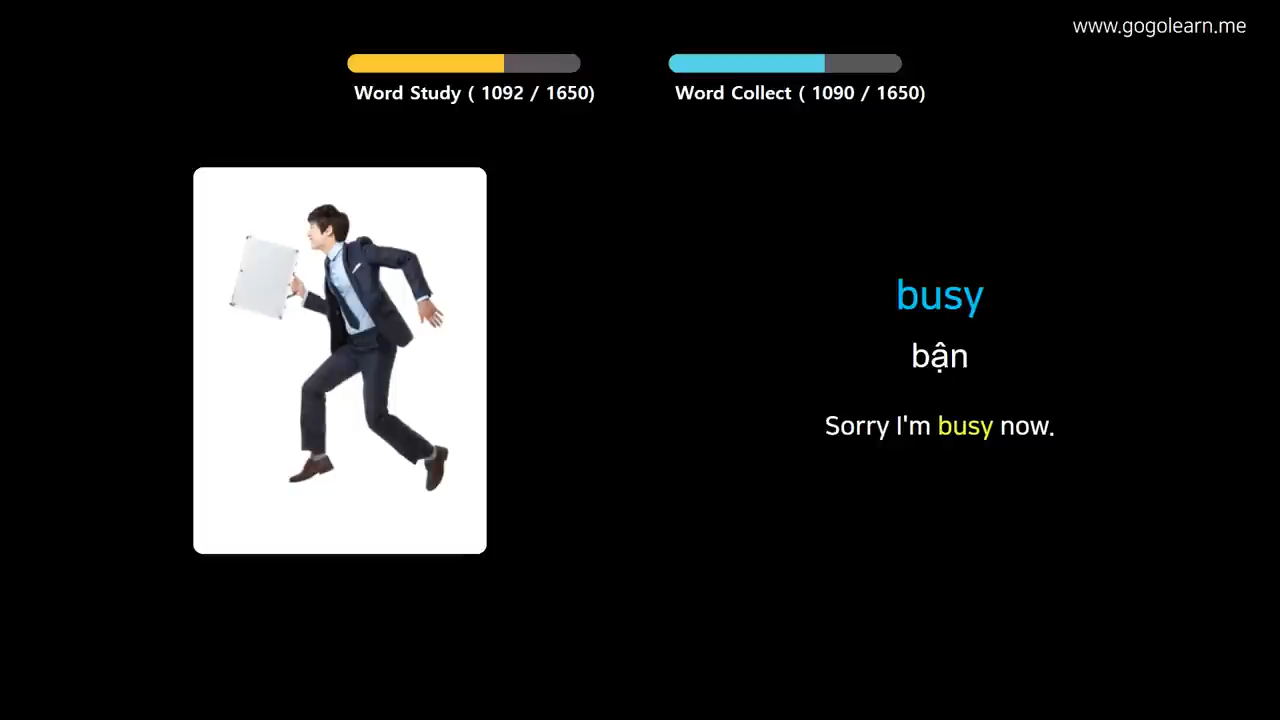 www.gogolearn.me
Word Study ( 1092 / 1650)
Word Collect ( 1090 / 1650)
busy
bận
Sorry I'm busy now.